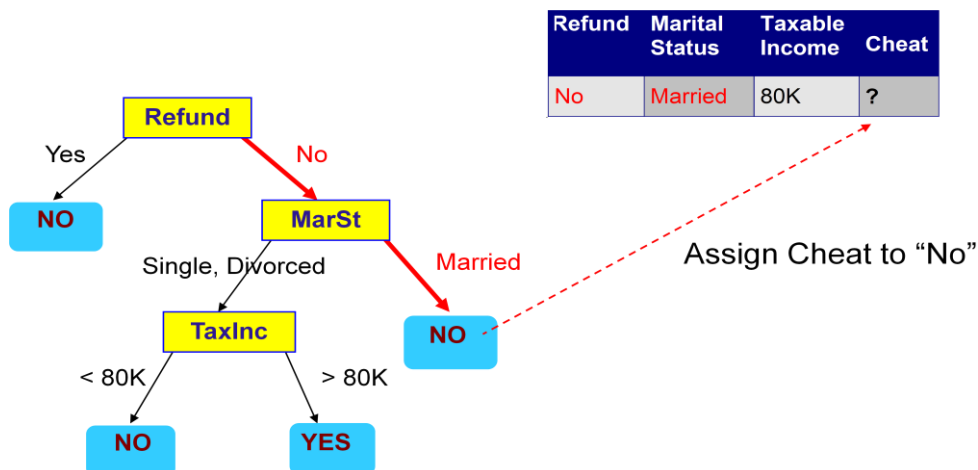 Refund Marital Status Taxable Income Cheat
No Married 80K ?
Refund
Yes No
NO MarSt
Single, Divorced Married
Assign Cheat to “No”
TaxInc NO
< 80K > 80K
NO YES